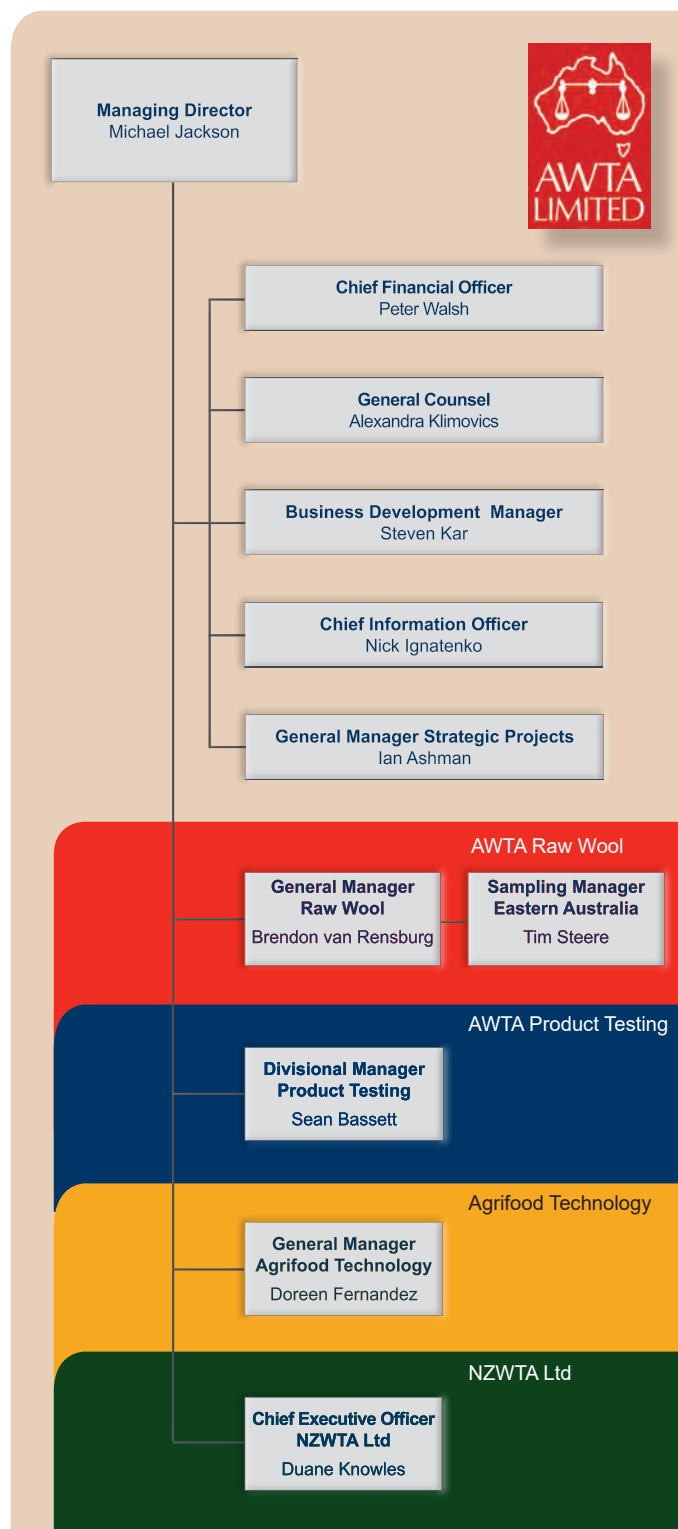 Managing Director
Michael Jackson
AWTA
LIMITED
Chief Financial Officer
Peter Walsh
General Counsel
Alexandra Klimovics
Business Development Manager
Steven Kar
Chief Information Officer
Nick Ignatenko
General Manager Strategic Projects
Ian Ashman
AWTA Raw Wool
General Manager
Raw Wool
Brendon van Rensburg
Sampling Manager
Eastern Australia
Tim Steere
AWTA Product Testing
Divisional Manager
Product Testing
Sean Bassett
Agrifood Technology
General Manager
Agrifood Technology
Doreen Fernandez
NZWTA Ltd
Chief Executive Officer
NZWTA Ltd
Duane Knowles